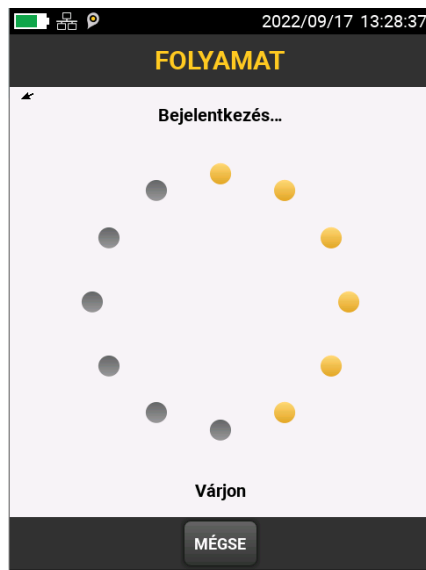 2022/09/17 13:28:37
FOLYAMAT
Bejelentkezés...
Várjon
MÉGSE